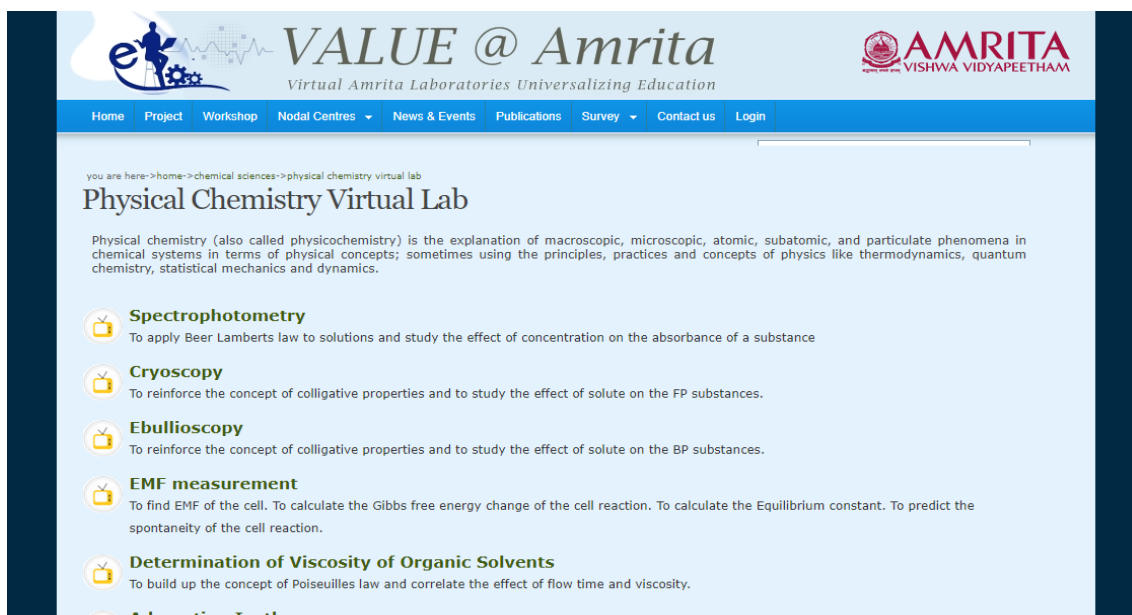 VALUE @ Amrita
Virtual Amrita Laboratories Universalizing Education
AMRITA
VISHWA VIDYAPEETHAM
Home Project Workshop Nodal Centres News & Events Publications Survey Contact us Login
you are here->home->chemical sciences->physical chemistry virtual lab
Physical Chemistry Virtual Lab
Physical chemistry (also called physicochemistry) is the explanation of macroscopic, microscopic, atomic, subatomic, and particulate phenomena in
chemical systems in terms of physical concepts; sometimes using the principles, practices and concepts of physics like thermodynamics, quantum
chemistry, statistical mechanics and dynamics.
Spectrophotometry
To apply Beer Lamberts law to solutions and study the effect of concentration on the absorbance of a substance
Cryoscopy
To reinforce the concept of colligative properties and to study the effect of solute on the FP substances.
Ebullioscopy
To reinforce the concept of colligative properties and to study the effect of solute on the BP substances.
EMF measurement
To find EMF of the cell. To calculate the Gibbs free energy change of the cell reaction. To calculate the Equilibrium constant. To predict the
spontaneity of the cell reaction.
Determination of Viscosity of Organic Solvents
To build up the concept of Poiseuilles law and correlate the effect of flow time and viscosity.